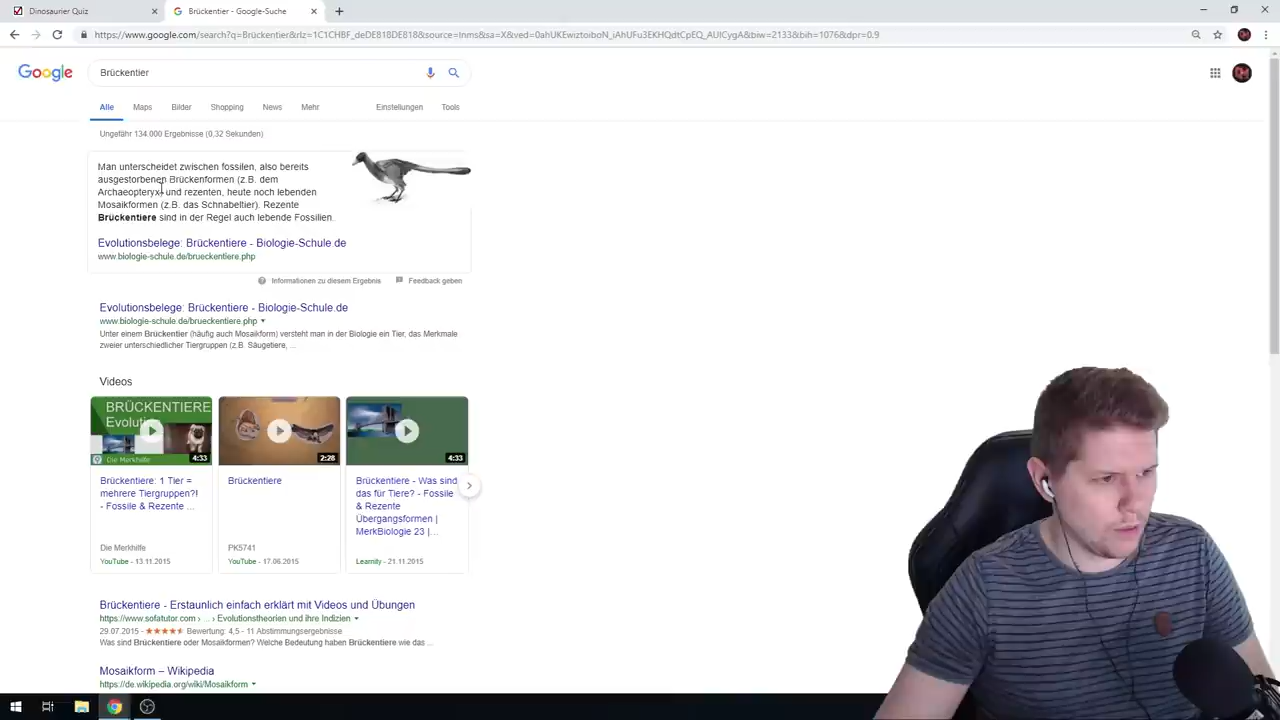 Dinosaurier Quiz
Brückentier - Google-Suche
https://www.google.com/search?q=Brückentier&rlz=1C1CHBF_deDE818DE818&source=lnms&sa=X&ved=0ahUKEwiztoiboN_iAhUFu3EKHQdtCpEQ_AUICygA&biw=2133&bih=1076&dpr=0.9
Google
Brückentier
Alle Maps Bilder Shopping News Mehr Einstellungen Tools
Ungefähr 134.000 Ergebnisse (0,32 Sekunden)
Man unterscheidet zwischen fossilen, also bereits
ausgestorbenen Brückenformen (z.B. dem
Archaeopteryx) und rezenten, heute noch lebenden
Mosaikformen (z.B. das Schnabeltier). Rezente
Brückentiere sind in der Regel auch lebende Fossilien.
Evolutionsbelege: Brückentiere - Biologie-Schule.de
www.biologie-schule.de/brueckentiere.php
Informationen zu diesem Ergebnis Feedback geben
Evolutionsbelege: Brückentiere - Biologie-Schule.de
www.biologie-schule.de/brueckentiere.php
Unter einem Brückentier (häufig auch Mosaikform) versteht man in der Biologie ein Tier, das Merkmale
zweier unterschiedlicher Tiergruppen (z.B. Säugetiere, ...
Videos
BRÜCKENTIERE
Evoluti
Die Merkhilfe
4:33
2:28
4:33
Brückentiere: 1 Tier =
mehrere Tiergruppen?!
- Fossile & Rezente ...
Die Merkhilfe
YouTube - 13.11.2015
Brückentiere
PK5741
YouTube - 17.06.2015
Brückentiere - Was sind
das für Tiere? - Fossile
& Rezente
Übergangsformen |
MerkBiologie 23 |...
Learnity - 21.11.2015
Brückentiere - Erstaunlich einfach erklärt mit Videos und Übungen
https://www.sofatutor.com › ... › Evolutionstheorien und ihre Indizien
29.07.2015 - ★★★★★ Bewertung: 4,5 - 11 Abstimmungsergebnisse
Was sind Brückentiere oder Mosaikformen? Welche Bedeutung haben Brückentiere wie das ...
Mosaikform – Wikipedia
https://de.wikipedia.org/wiki/Mosaikform